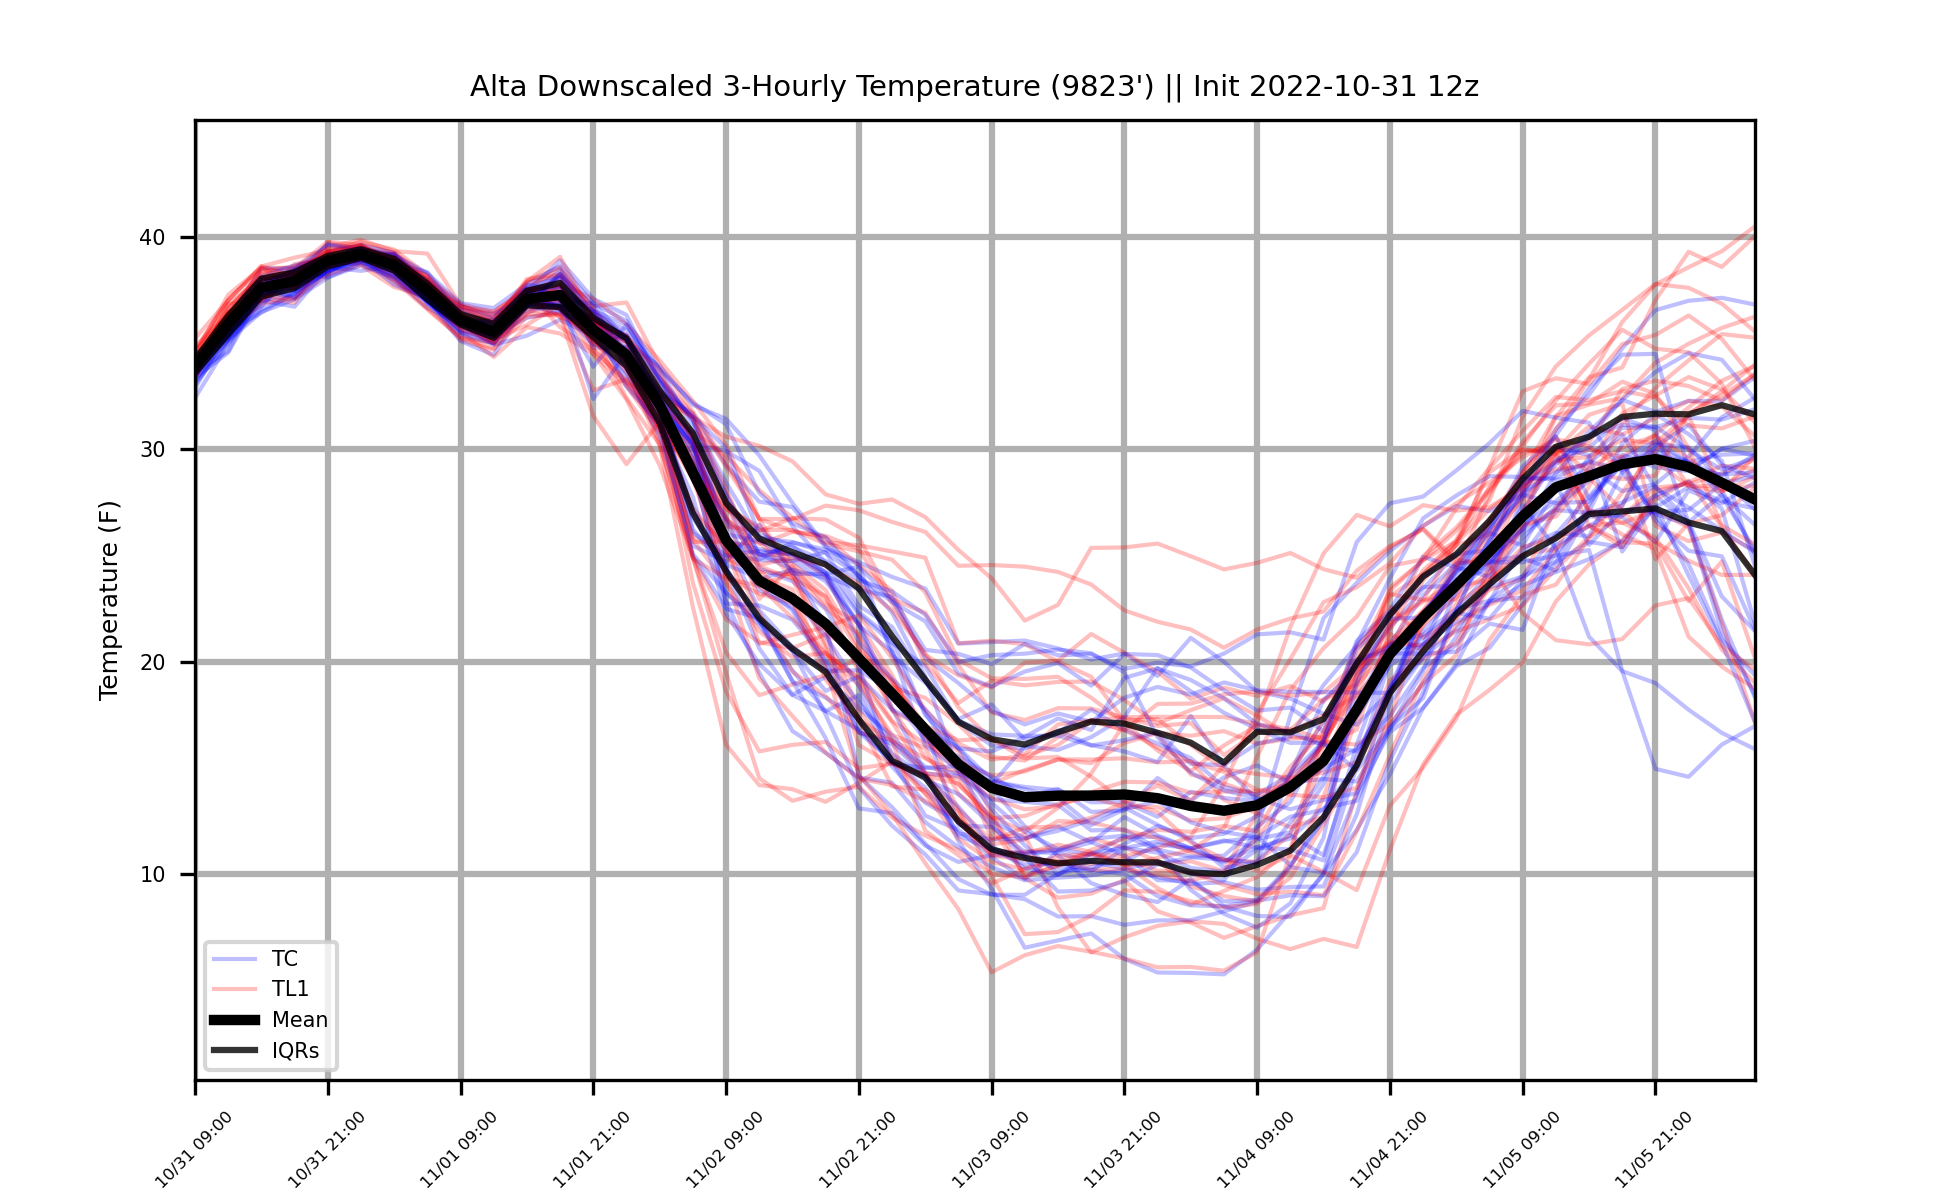 Alta Downscaled 3-Hourly Temperature (9823') || Init 2022-10-31 12z
Temperature (F)
40
30
20
10
TC
TL1
Mean
IQRs
10/31 09:00
10/31 21:00
11/01 09:00
11/01 21:00
11/02 09:00
11/02 21:00
11/03 09:00
11/03 21:00
11/04 09:00
11/04 21:00
11/05 09:00
11/05 21:00